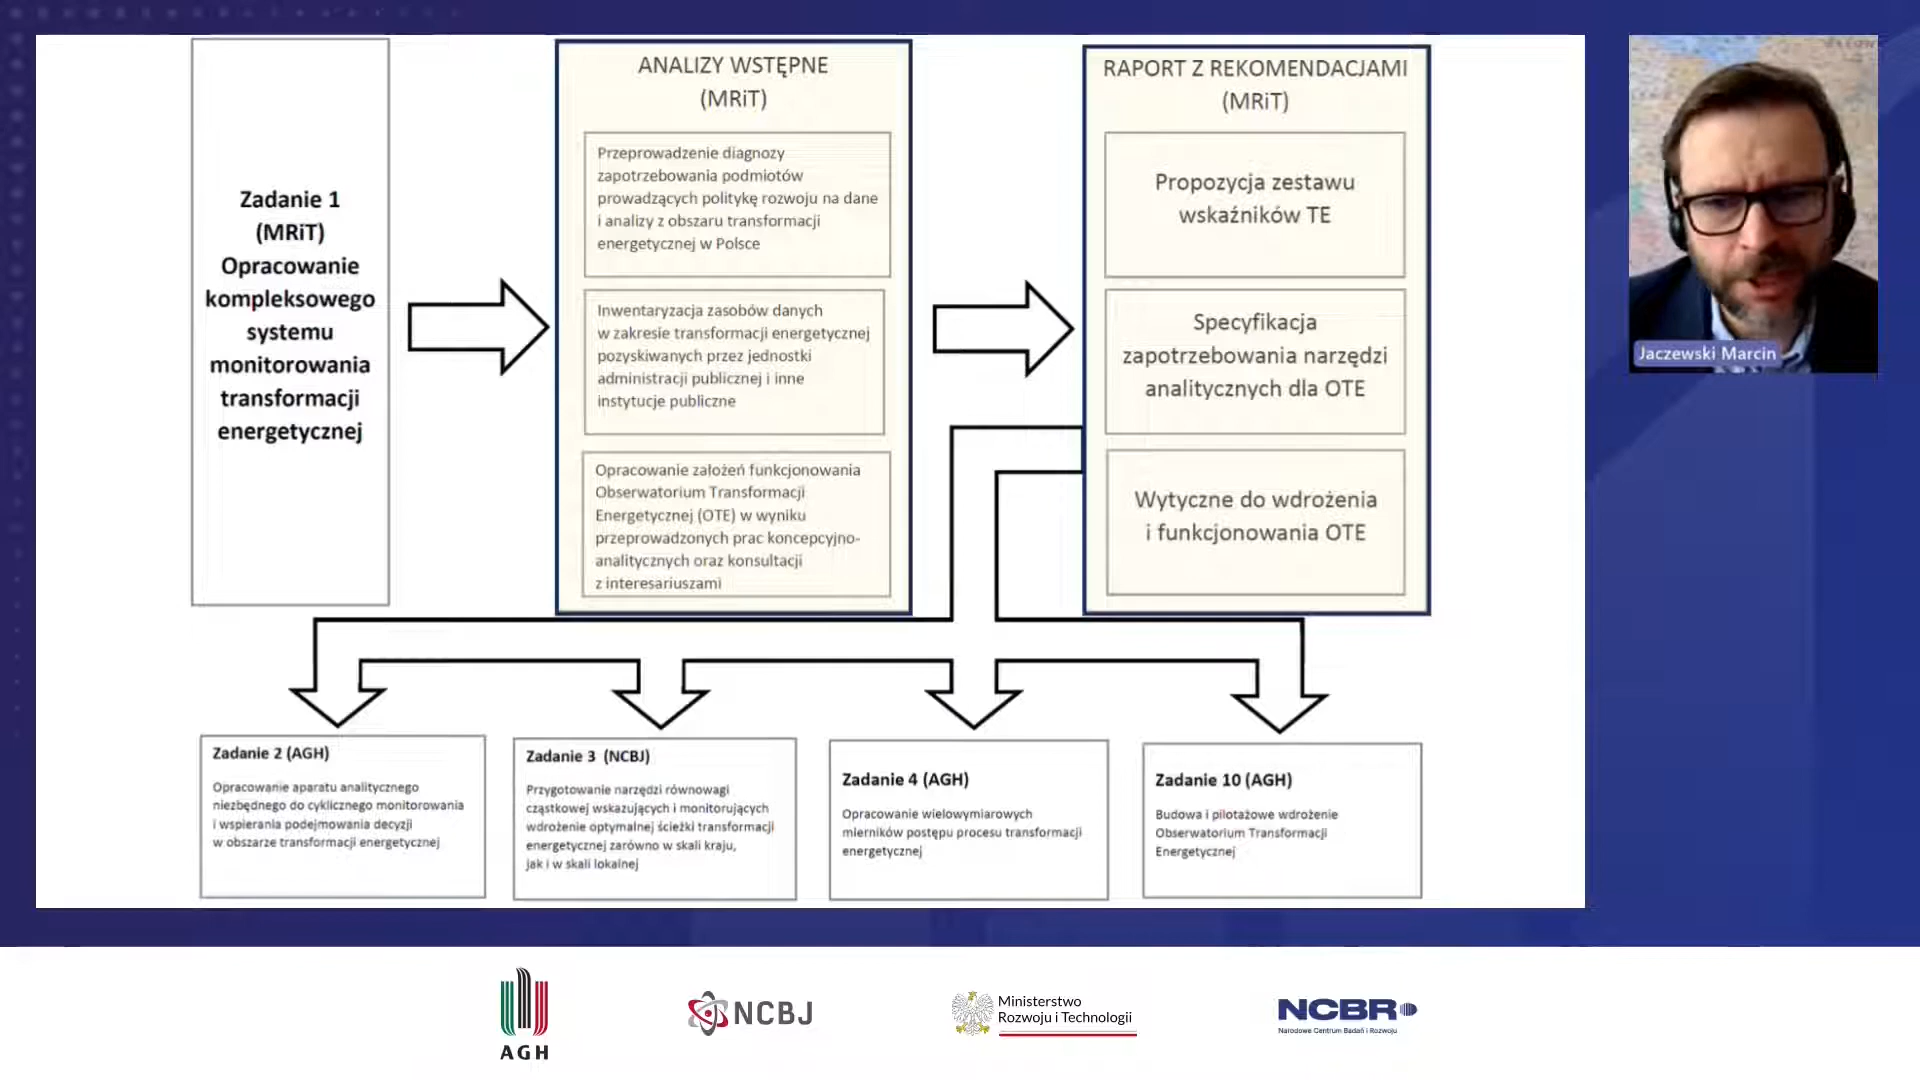 Zadanie 1
(MRiT)
Opracowanie
kompleksowego
systemu
monitorowania
transformacji
energetycznej
ANALIZY WSTĘPNE
(MRiT)
Przeprowadzenie diagnozy
zapotrzebowania podmiotów
prowadzących politykę rozwoju na dane
i analizy z obszaru transformacji
energetycznej w Polsce
Inwentaryzacja zasobów danych
w zakresie transformacji energetycznej
pozyskiwanych przez jednostki
administracji publicznej i inne
instytucje publiczne
Opracowanie założeń funkcjonowania
Obserwatorium Transformacji
Energetycznej (OTE) w wyniku
przeprowadzonych prac koncepcyjno-
analitycznych oraz konsultacji
z interesariuszami
RAPORT Z REKOMENDACJAMI
(MRiT)
Propozycja zestawu
wskaźników TE
Specyfikacja
zapotrzebowania narzędzi
analitycznych dla OTE
Wytyczne do wdrożenia
i funkcjonowania OTE
Jaczewski Marcin
Zadanie 2 (AGH)
Opracowanie aparatu analitycznego
niezbędnego do cyklicznego monitorowania
i wspierania podejmowania decyzji
w obszarze transformacji energetycznej
Zadanie 3 (NCBJ)
Przygotowanie narzędzi równowagi
cząstkowej wskazujących i monitorujących
wdrożenie optymalnej ścieżki transformacji
energetycznej zarówno w skali kraju,
jak i w skali lokalnej
Zadanie 4 (AGH)
Opracowanie wielowymiarowych
mierników postępu procesu transformacji
energetycznej
Zadanie 10 (AGH)
Budowa i pilotażowe wdrożenie
Obserwatorium Transformacji
Energetycznej
AGH
NCBJ
Ministerstwo
Rozwoju i Technologii
NCBR
Narodowe Centrum Badań i Rozwoju